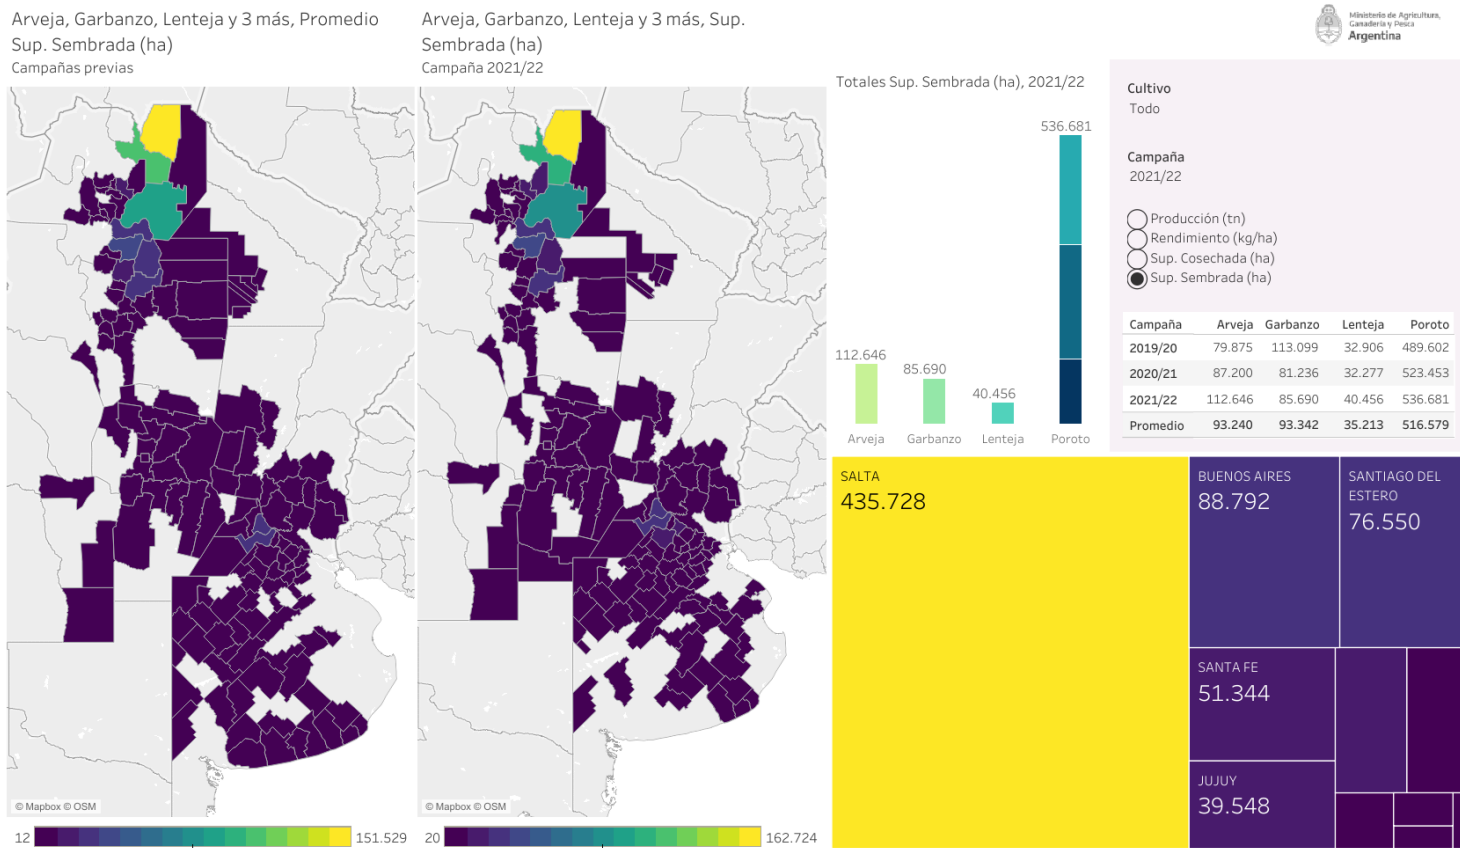 Arveja, Garbanzo, Lenteja y 3 más, Promedio
Sup. Sembrada (ha)
Campañas previas
Arveja, Garbanzo, Lenteja y 3 más, Sup.
Sembrada (ha)
Campaña 2021/22
Ministerio de Agricultura,
Ganadería y Pesca
Argentina
Totales Sup. Sembrada (ha), 2021/22
536.681
112.646
85.690
40.456
Arveja
Garbanzo
Lenteja
Poroto
Cultivo
Todo
Campaña
2021/22
Producción (tn)
Rendimiento (kg/ha)
Sup. Cosechada (ha)
Sup. Sembrada (ha)
Campaña Arveja Garbanzo Lenteja Poroto
2019/20 79.875 113.099 32.906 489.602
2020/21 87.200 81.236 32.277 523.453
2021/22 112.646 85.690 40.456 536.681
Promedio 93.240 93.342 35.213 516.579
SALTA
435.728
BUENOS AIRES
88.792
SANTIAGO DEL
ESTERO
76.550
SANTA FE
51.344
JUJUY
39.548
© Mapbox © OSM
© Mapbox © OSM
12 151.529
20 162.724